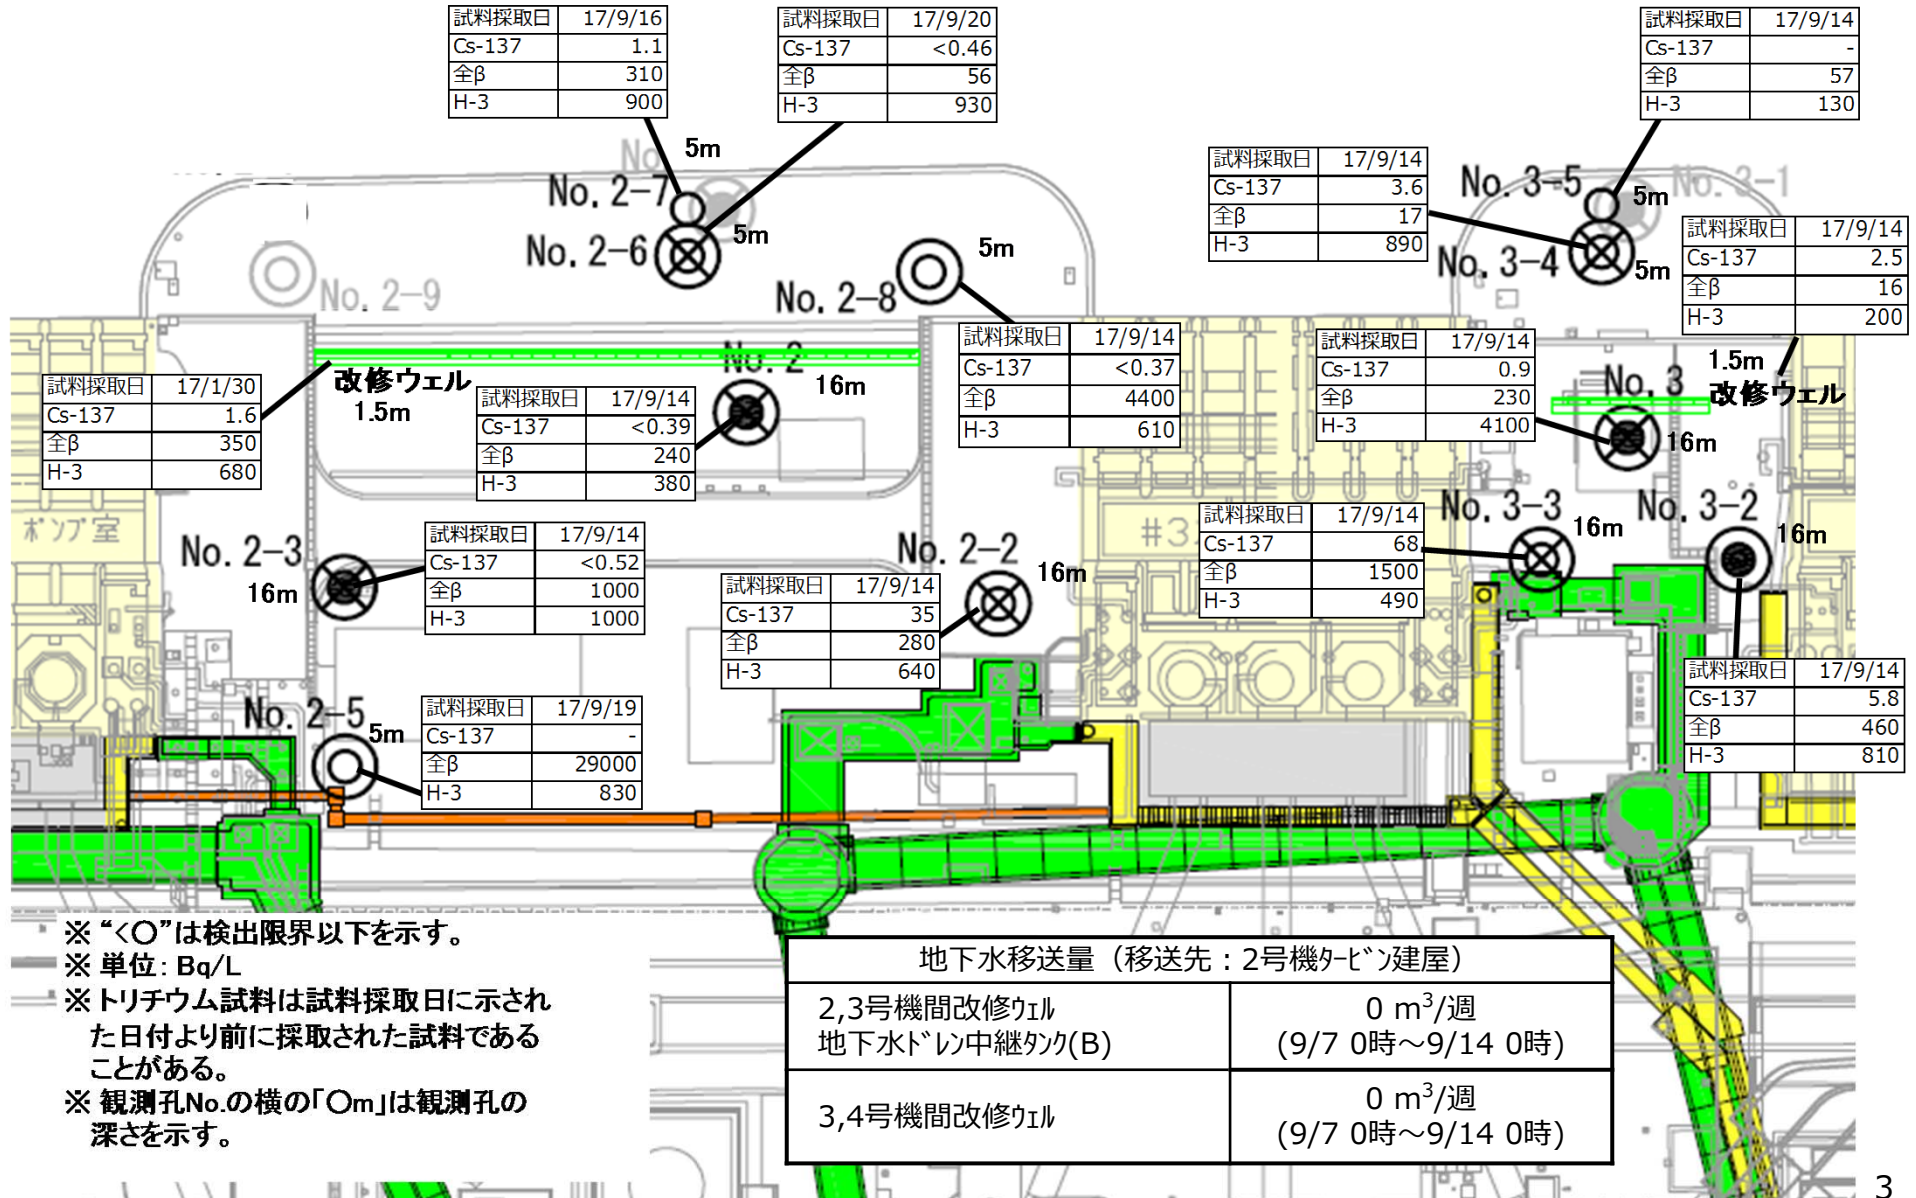 試料採取日 17/9/16
Cs-137 1.1
全β 310
H-3 900
試料採取日 17/9/20
Cs-137 <0.46
全β 56
H-3 930
試料採取日 17/9/14
Cs-137 -
全β 57
H-3 130
試料採取日 17/9/14
Cs-137 3.6
全β 17
H-3 890
試料採取日 17/9/14
Cs-137 2.5
全β 16
H-3 200
No
5m
No. 2-7
No. 2-6
5m
No. 2-9
No. 2-8
5m
No. 3-5
5m
No. 3-1
No. 3-4
5m
試料採取日 17/1/30
Cs-137 1.6
全β 350
H-3 680
改修ウェル
1.5m
試料採取日 17/9/14
Cs-137 <0.39
全β 240
H-3 380
No. 2
16m
試料採取日 17/9/14
Cs-137 <0.37
全β 4400
H-3 610
試料採取日 17/9/14
Cs-137 0.9
全β 230
H-3 4100
No. 3
16m
1.5m
改修ウェル
ポンプ室
No. 2-3
16m
試料採取日 17/9/14
Cs-137 <0.52
全β 1000
H-3 1000
No. 2-2
16m
試料採取日 17/9/14
Cs-137 35
全β 280
H-3 640
#3
試料採取日 17/9/14
Cs-137 68
全β 1500
H-3 490
No. 3-3
16m
No. 3-2
16m
試料採取日 17/9/14
Cs-137 5.8
全β 460
H-3 810
No. 2-5
5m
試料採取日 17/9/19
Cs-137 -
全β 29000
H-3 830
※ “<○”は検出限界以下を示す。
※ 単位: Bq/L
※ トリチウム試料は試料採取日に示され
た日付より前に採取された試料である
ことがある。
※ 観測孔No.の横の「○m」は観測孔の
深さを示す。
地下水移送量（移送先：2号機ﾀｰﾋﾞﾝ建屋）
2,3号機間改修ｳｪﾙ
地下水ﾄﾞﾚﾝ中継ﾀﾝｸ(B)
0 m³/週
(9/7 0時～9/14 0時)
3,4号機間改修ｳｪﾙ
0 m³/週
(9/7 0時～9/14 0時)
3